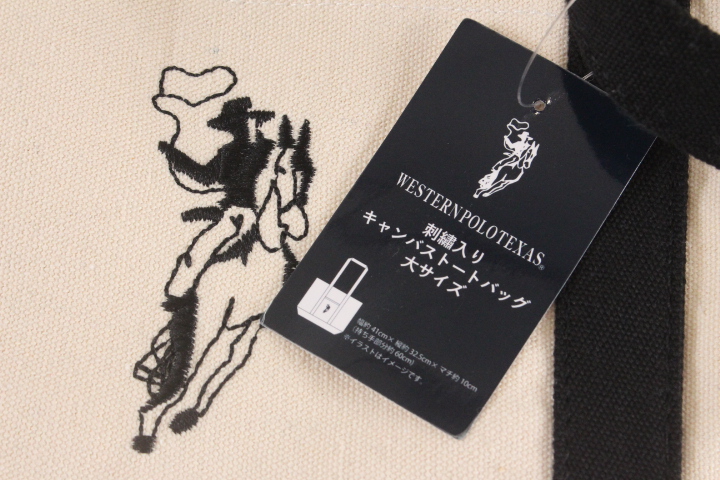 WESTERNPOLOTEXAS®
刺繍入り
キャンバストートバッグ
大サイズ
幅約41cm×縦約32.5cm×マチ約10cm
(持ち手部分約60cm)
※イラストはイメージです。